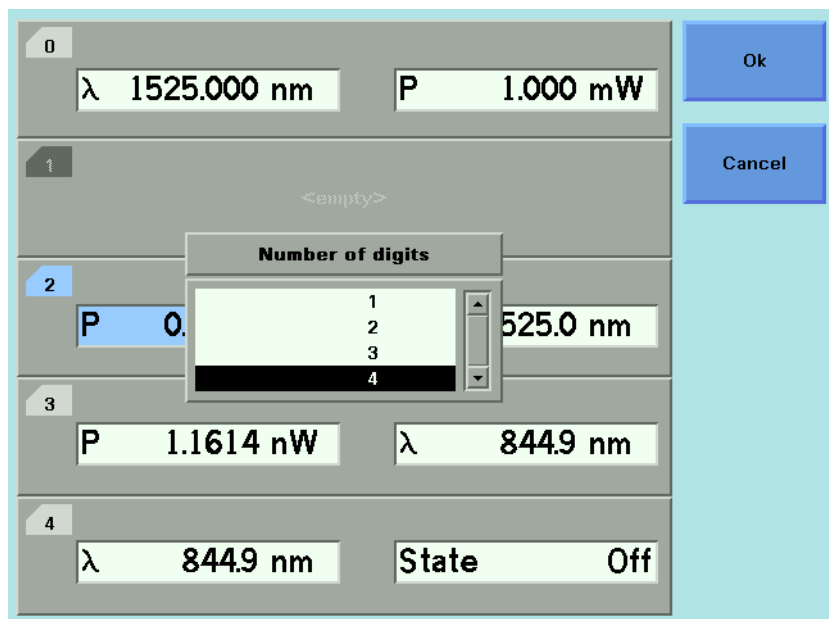 0
λ 1525.000 nm P 1.000 mW
Ok
1
<empty>
Cancel
Number of digits
1
2
3
4
2
P 0. 525.0 nm
3
P 1.1614 nW λ 844.9 nm
4
λ 844.9 nm State Off